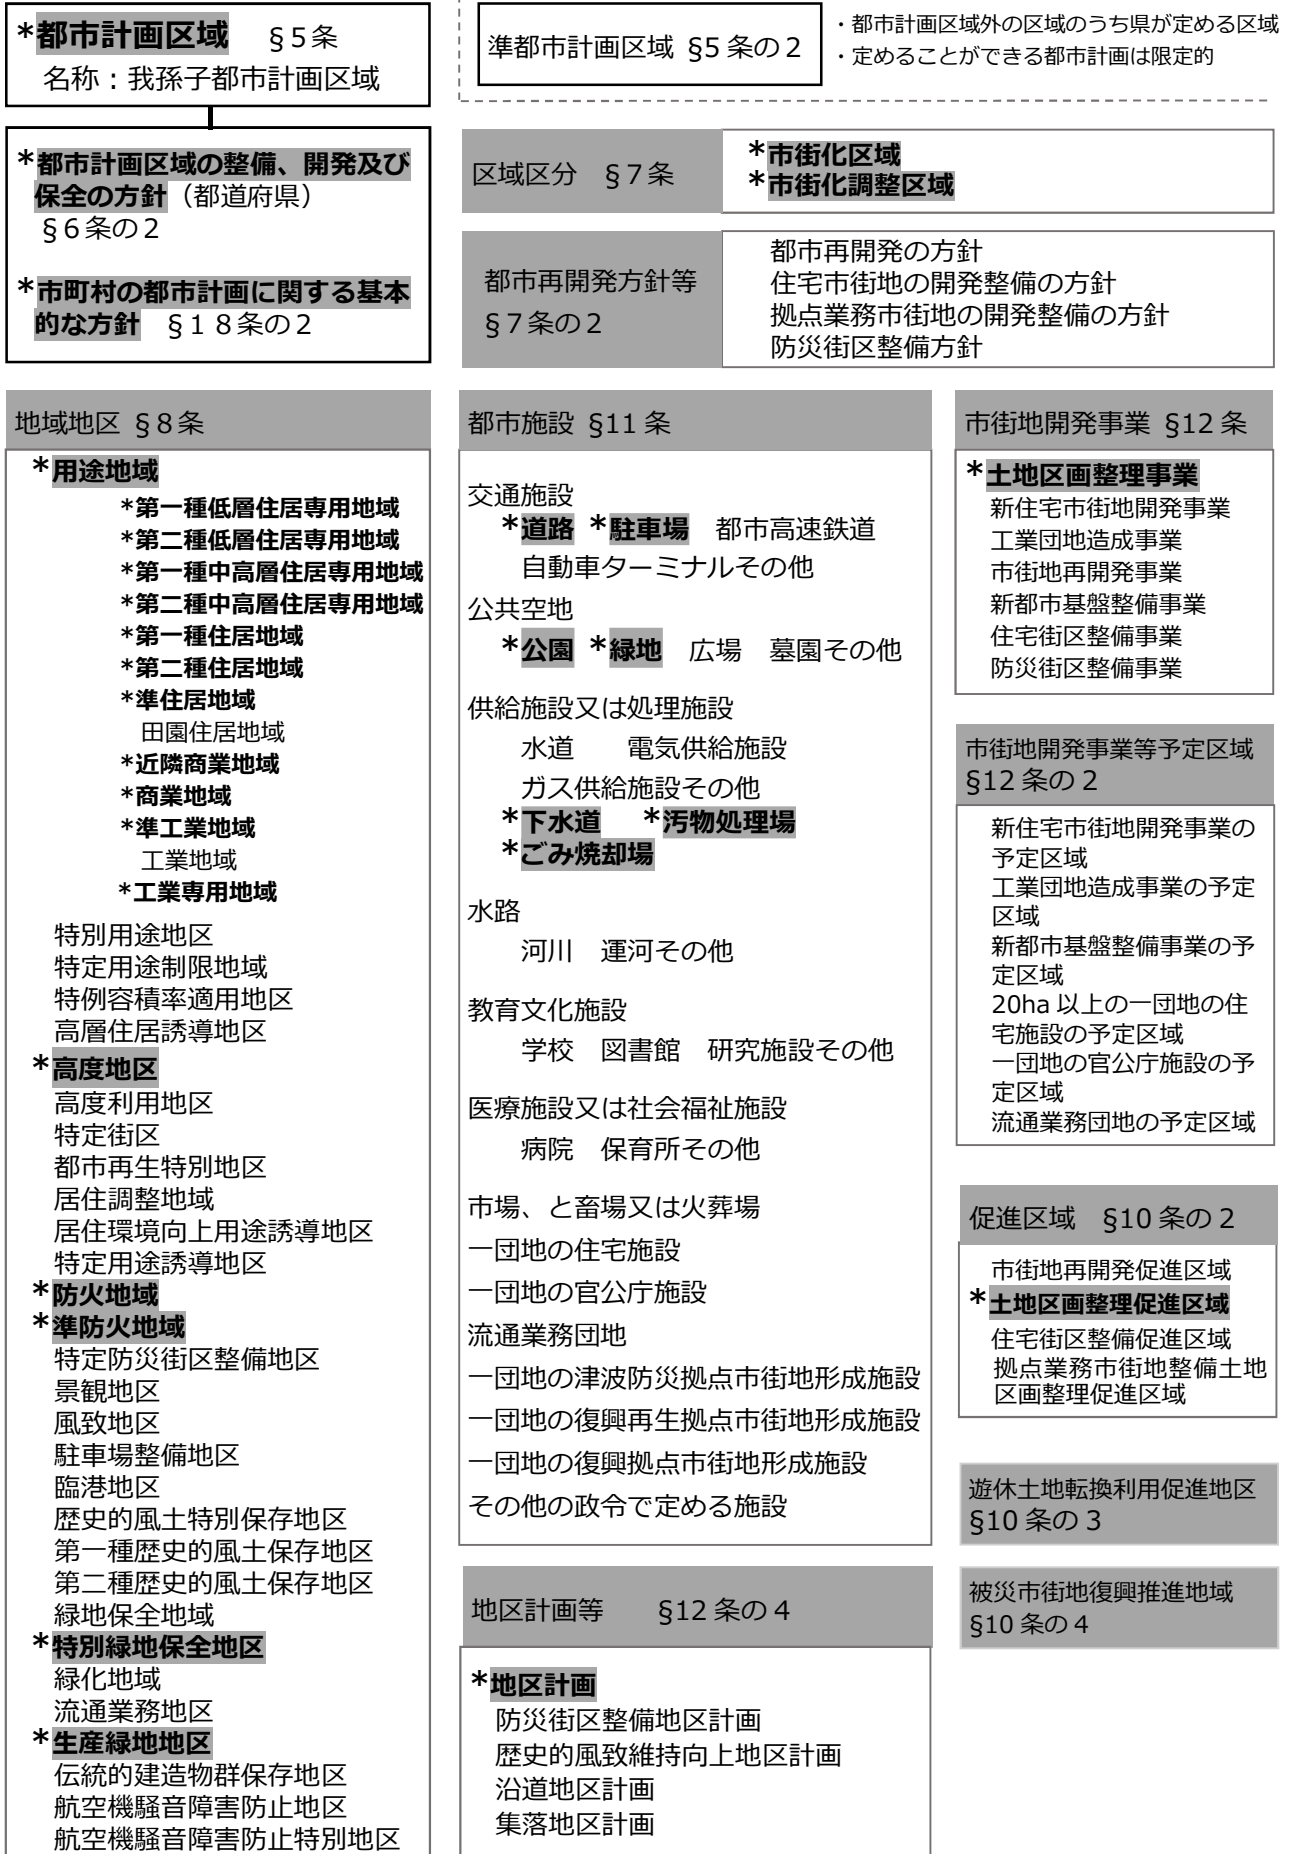 *都市計画区域 §5条
名称：我孫子都市計画区域
準都市計画区域 §5 条の2
・都市計画区域外の区域のうち県が定める区域
・定めることができる都市計画は限定的
*都市計画区域の整備、開発及び
保全の方針（都道府県）
§6条の2
*市町村の都市計画に関する基本
的な方針 §18条の2
区域区分 §7条
*市街化区域
*市街化調整区域
都市再開発方針等
§7条の2
都市再開発の方針
住宅市街地の開発整備の方針
拠点業務市街地の開発整備の方針
防災街区整備方針
地域地区 §8条
*用途地域
*第一種低層住居専用地域
*第二種低層住居専用地域
*第一種中高層住居専用地域
*第二種中高層住居専用地域
*第一種住居地域
*第二種住居地域
*準住居地域
田園住居地域
*近隣商業地域
*商業地域
*準工業地域
工業地域
*工業専用地域
特別用途地区
特定用途制限地域
特例容積率適用地区
高層住居誘導地区
*高度地区
高度利用地区
特定街区
都市再生特別地区
居住調整地域
居住環境向上用途誘導地区
特定用途誘導地区
*防火地域
*準防火地域
特定防災街区整備地区
景観地区
風致地区
駐車場整備地区
臨港地区
歴史的風土特別保存地区
第一種歴史的風土保存地区
第二種歴史的風土保存地区
緑地保全地域
*特別緑地保全地区
緑化地域
流通業務地区
*生産緑地地区
伝統的建造物群保存地区
航空機騒音障害防止地区
航空機騒音障害防止特別地区
都市施設 §11 条
交通施設
*道路 *駐車場 都市高速鉄道
自動車ターミナルその他
公共空地
*公園 *緑地 広場 墓園その他
供給施設又は処理施設
水道 電気供給施設
ガス供給施設その他
*下水道 *汚物処理場
*ごみ焼却場
水路
河川 運河その他
教育文化施設
学校 図書館 研究施設その他
医療施設又は社会福祉施設
病院 保育所その他
市場、と畜場又は火葬場
一団地の住宅施設
一団地の官公庁施設
流通業務団地
一団地の津波防災拠点市街地形成施設
一団地の復興再生拠点市街地形成施設
一団地の復興拠点市街地形成施設
その他の政令で定める施設
地区計画等 §12 条の4
*地区計画
防災街区整備地区計画
歴史的風致維持向上地区計画
沿道地区計画
集落地区計画
市街地開発事業 §12 条
*土地区画整理事業
新住宅市街地開発事業
工業団地造成事業
市街地再開発事業
新都市基盤整備事業
住宅街区整備事業
防災街区整備事業
市街地開発事業等予定区域
§12 条の2
新住宅市街地開発事業の
予定区域
工業団地造成事業の予定
区域
新都市基盤整備事業の予
定区域
20ha 以上の一団地の住
宅施設の予定区域
一団地の官公庁施設の予
定区域
流通業務団地の予定区域
促進区域 §10 条の2
市街地再開発促進区域
*土地区画整理促進区域
住宅街区整備促進区域
拠点業務市街地整備土地
区画整理促進区域
遊休土地転換利用促進地区
§10 条の3
被災市街地復興推進地域
§10 条の4